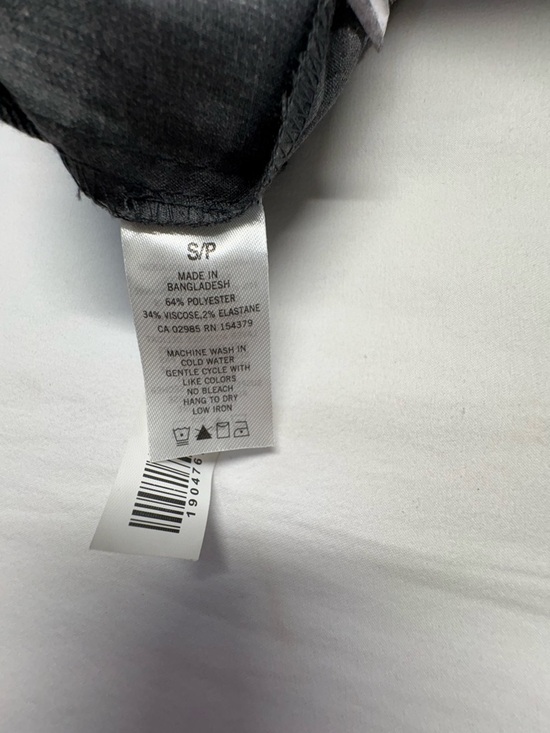 S/P
MADE IN
BANGLADESH
64% POLYESTER
34% VISCOSE,2% ELASTANE
CA 02985 RN 154379
MACHINE WASH IN
COLD WATER
GENTLE CYCLE WITH
LIKE COLORS
NO BLEACH
HANG TO DRY
LOW IRON
190476